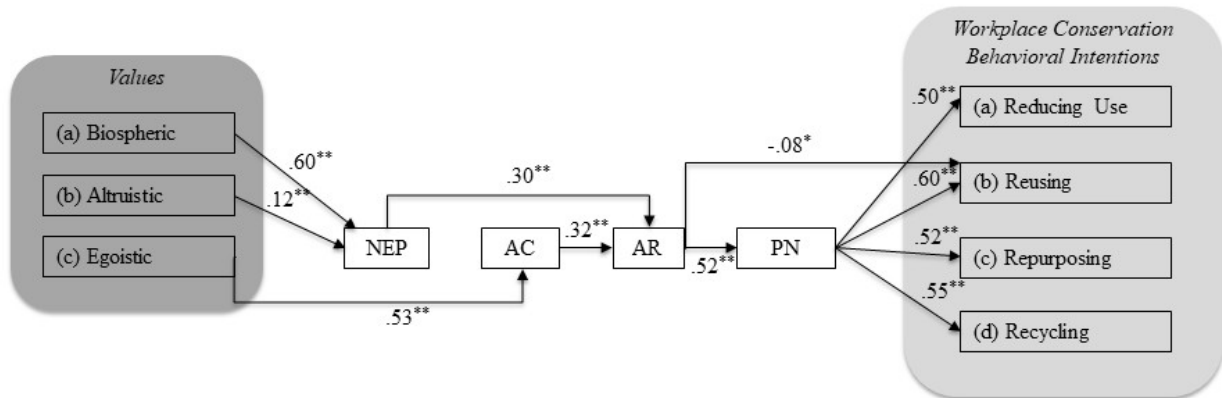 Values
(a) Biospheric
(b) Altruistic
(c) Egoistic
.60**
.12**
NEP
.30**
.53**
AC
.32**
AR
-.08*
.52**
PN
Workplace Conservation
Behavioral Intentions
.50**
(a) Reducing Use
.60**
(b) Reusing
.52**
(c) Repurposing
.55**
(d) Recycling